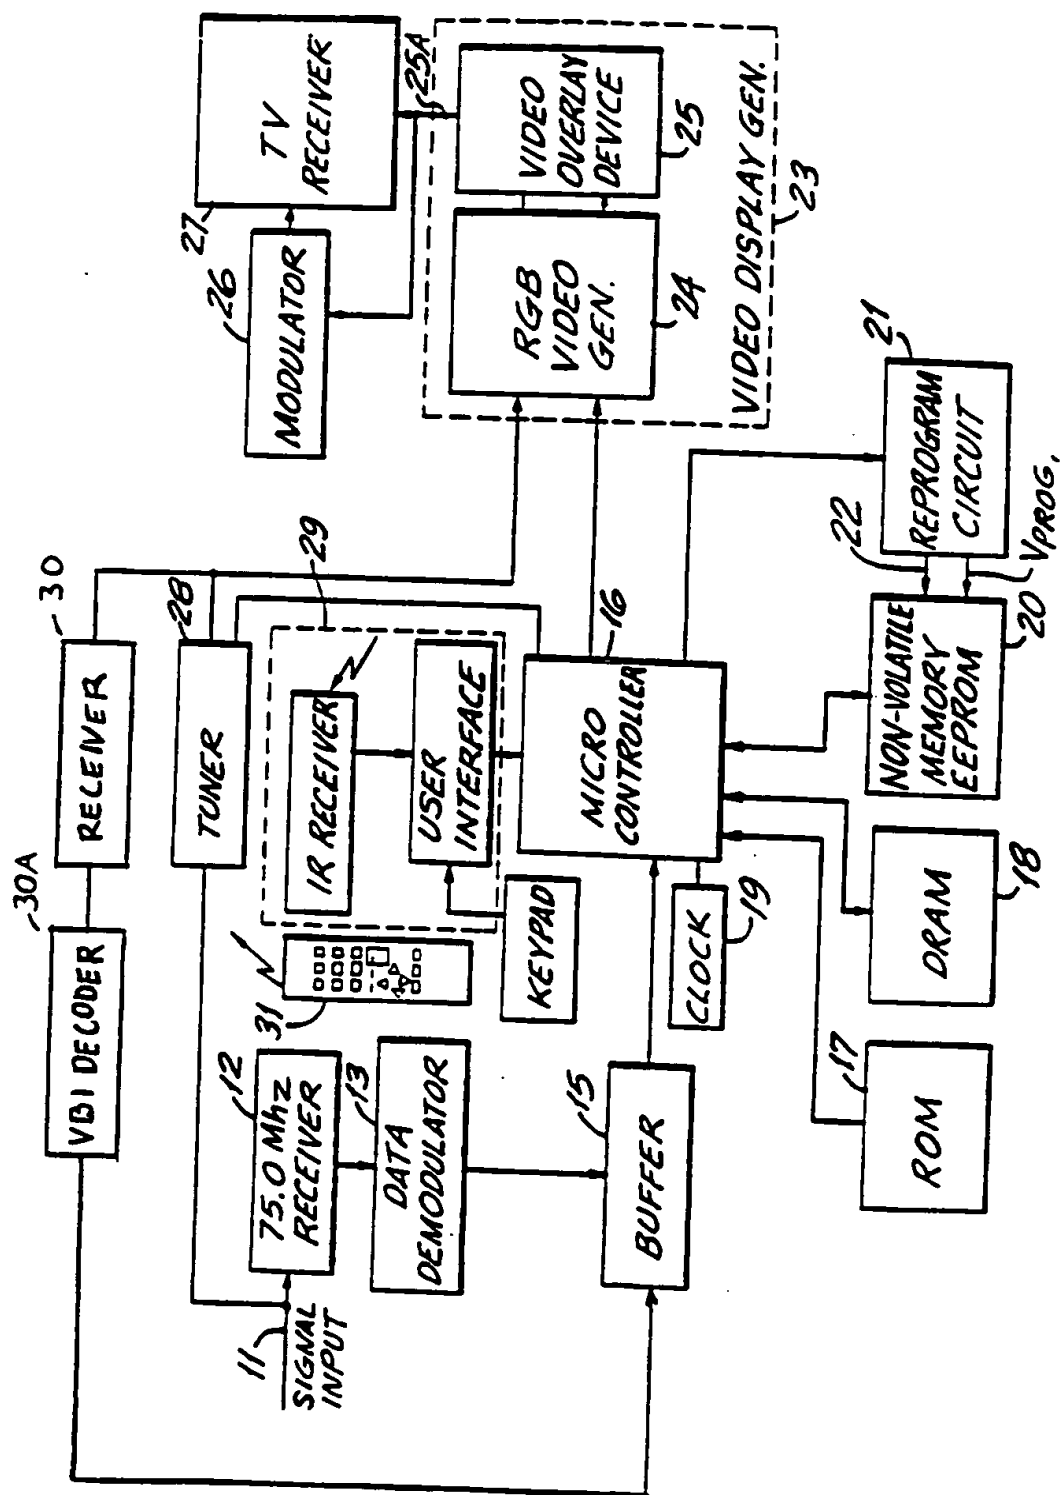 30A
VBI DECODER
30
RECEIVER
28
TUNER
11
SIGNAL
INPUT
12
75.0 Mhz
RECEIVER
13
DATA
DEMODULATOR
31
29
IR RECEIVER
USER
INTERFACE
KEYPAD
15
BUFFER
16
MICRO
CONTROLLER
CLOCK
19
17
ROM
DRAM
18
NON-VOLATILE
MEMORY
EEPROM
20
22
VPROG.
21
REPROGRAM
CIRCUIT
26
MODULATOR
27
TV
RECEIVER
25A
RGB
VIDEO
GEN.
24
VIDEO
OVERLAY
DEVICE
25
VIDEO DISPLAY GEN.
23